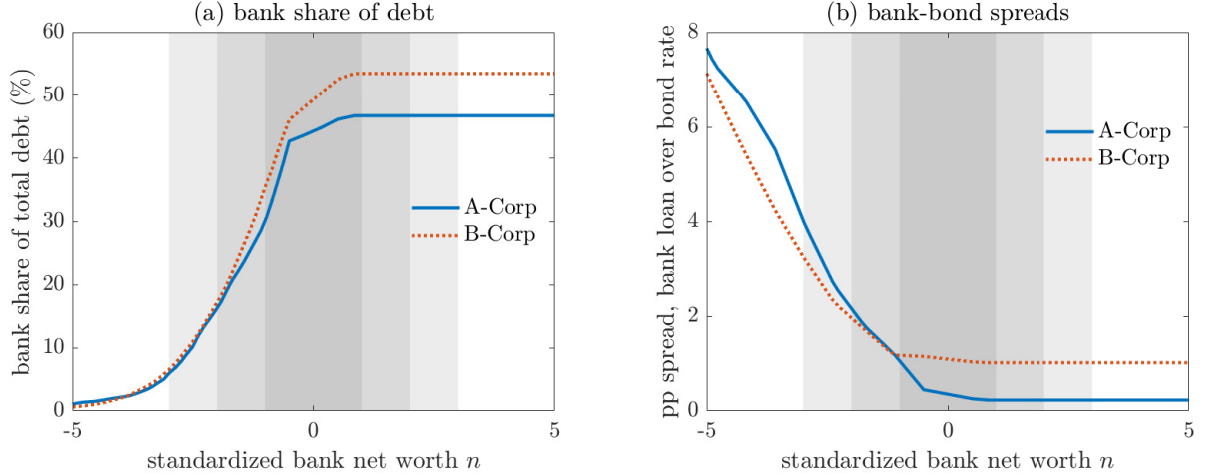 (a) bank share of debt
60
50
40
30
20
10
0
bank share of total debt (%)
A-Corp
B-Corp
-5
0
5
standardized bank net worth n
(b) bank-bond spreads
8
6
4
2
0
pp spread, bank loan over bond rate
A-Corp
B-Corp
-5
0
5
standardized bank net worth n